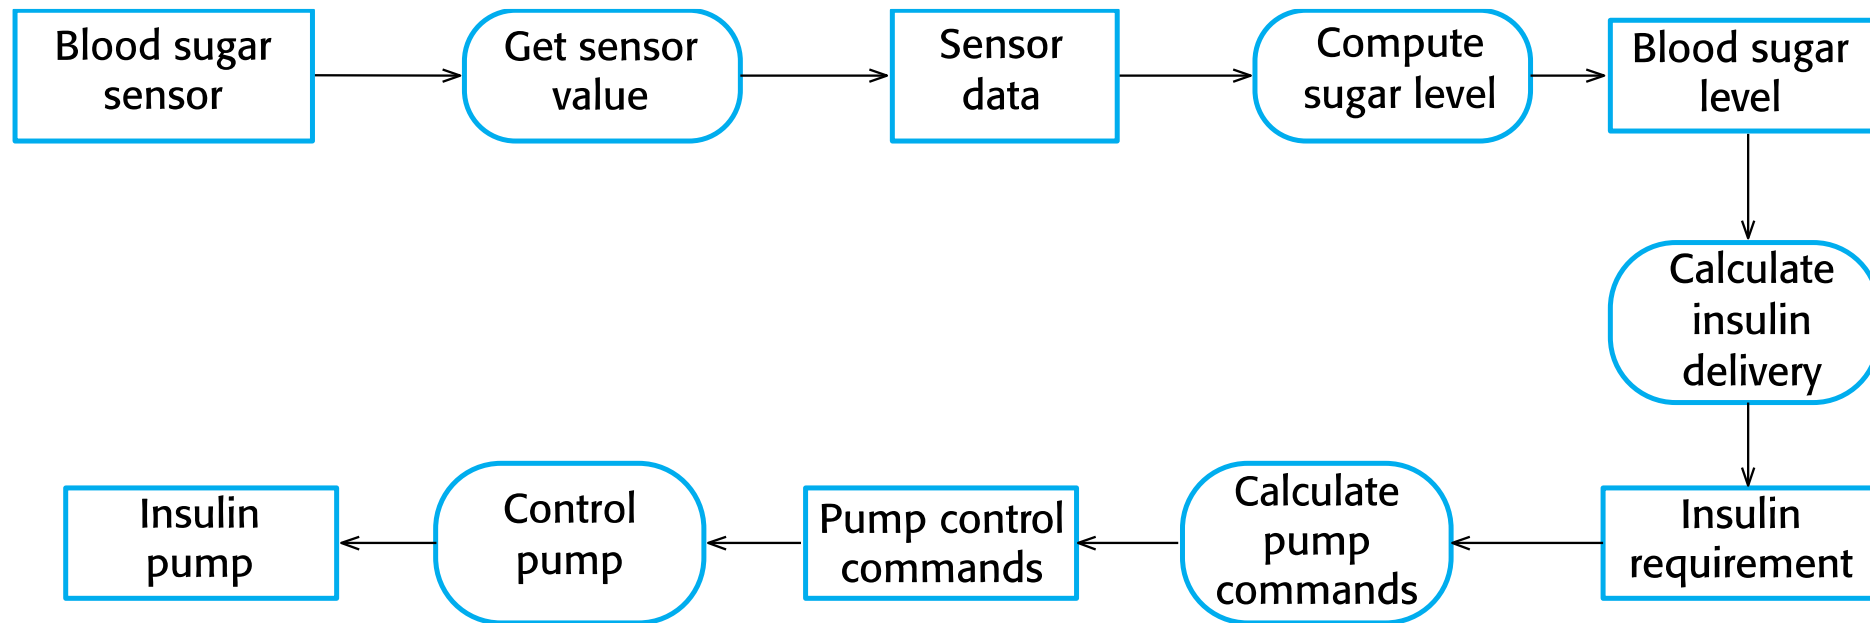 Blood sugar
sensor
Get sensor
value
Sensor
data
Compute
sugar level
Blood sugar
level
Calculate
insulin
delivery
Insulin
requirement
Calculate
pump
commands
Pump control
commands
Control
pump
Insulin
pump